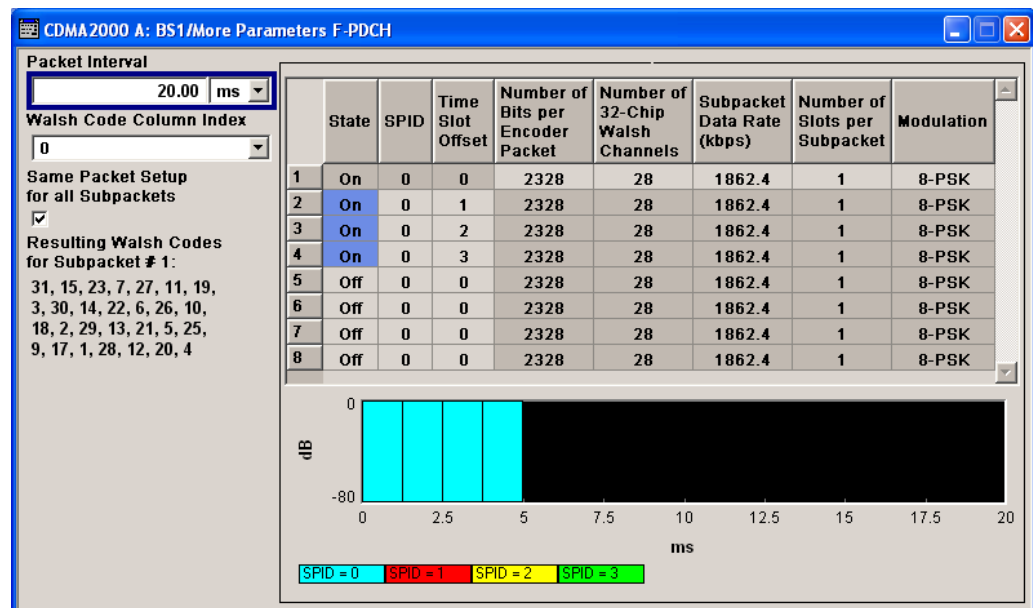 CDMA2000 A: BS1/More Parameters F-PDCH
Packet Interval
20.00 ms
Walsh Code Column Index
0
Same Packet Setup
for all Subpackets
Resulting Walsh Codes
for Subpacket # 1:
31, 15, 23, 7, 27, 11, 19,
3, 30, 14, 22, 6, 26, 10,
18, 2, 29, 13, 21, 5, 25,
9, 17, 1, 28, 12, 20, 4
State SPID Time Slot Offset Number of Bits per Encoder Packet Number of 32-Chip Walsh Channels Subpacket Data Rate (kbps) Number of Slots per Subpacket Modulation
1 On 0 0 2328 28 1862.4 1 8-PSK
2 On 0 1 2328 28 1862.4 1 8-PSK
3 On 0 2 2328 28 1862.4 1 8-PSK
4 On 0 3 2328 28 1862.4 1 8-PSK
5 Off 0 0 2328 28 1862.4 1 8-PSK
6 Off 0 0 2328 28 1862.4 1 8-PSK
7 Off 0 0 2328 28 1862.4 1 8-PSK
8 Off 0 0 2328 28 1862.4 1 8-PSK
0
dB
-80
0 2.5 5 7.5 10 12.5 15 17.5 20
ms
SPID = 0 SPID = 1 SPID = 2 SPID = 3